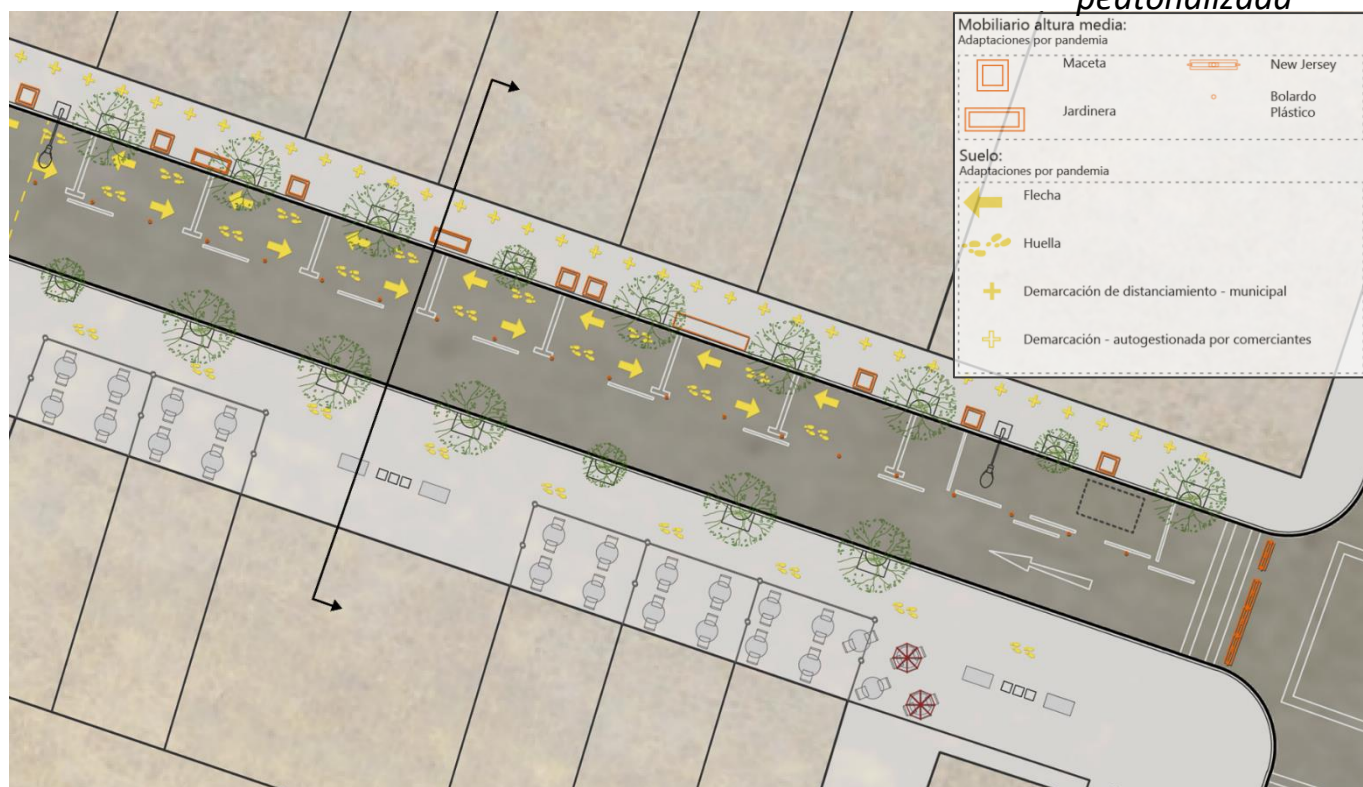 peatonalizada
Mobiliario altura media:
Adaptaciones por pandemia
Maceta
New Jersey
Jardinera
Bolardo
Plástico
Suelo:
Adaptaciones por pandemia
Flecha
Huella
Demarcación de distanciamiento - municipal
Demarcación - autogestionada por comerciantes